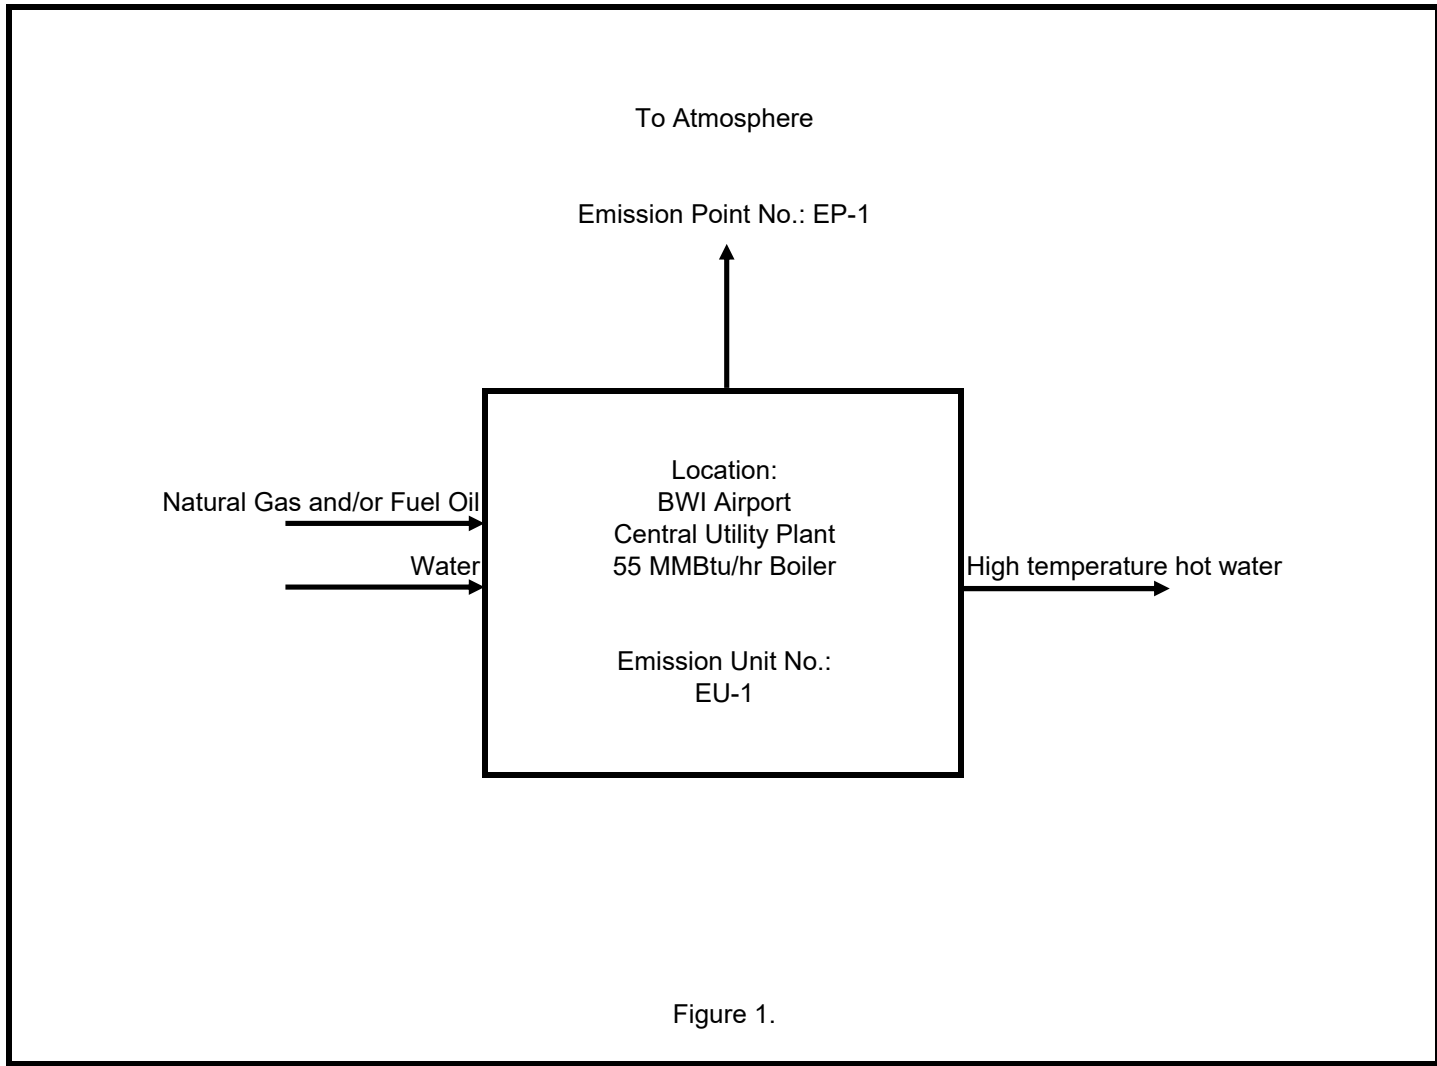 To Atmosphere
Emission Point No.: EP-1
Location:
BWI Airport
Central Utility Plant
55 MMBtu/hr Boiler
Natural Gas and/or Fuel Oil
Water
High temperature hot water
Emission Unit No.:
EU-1
Figure 1.